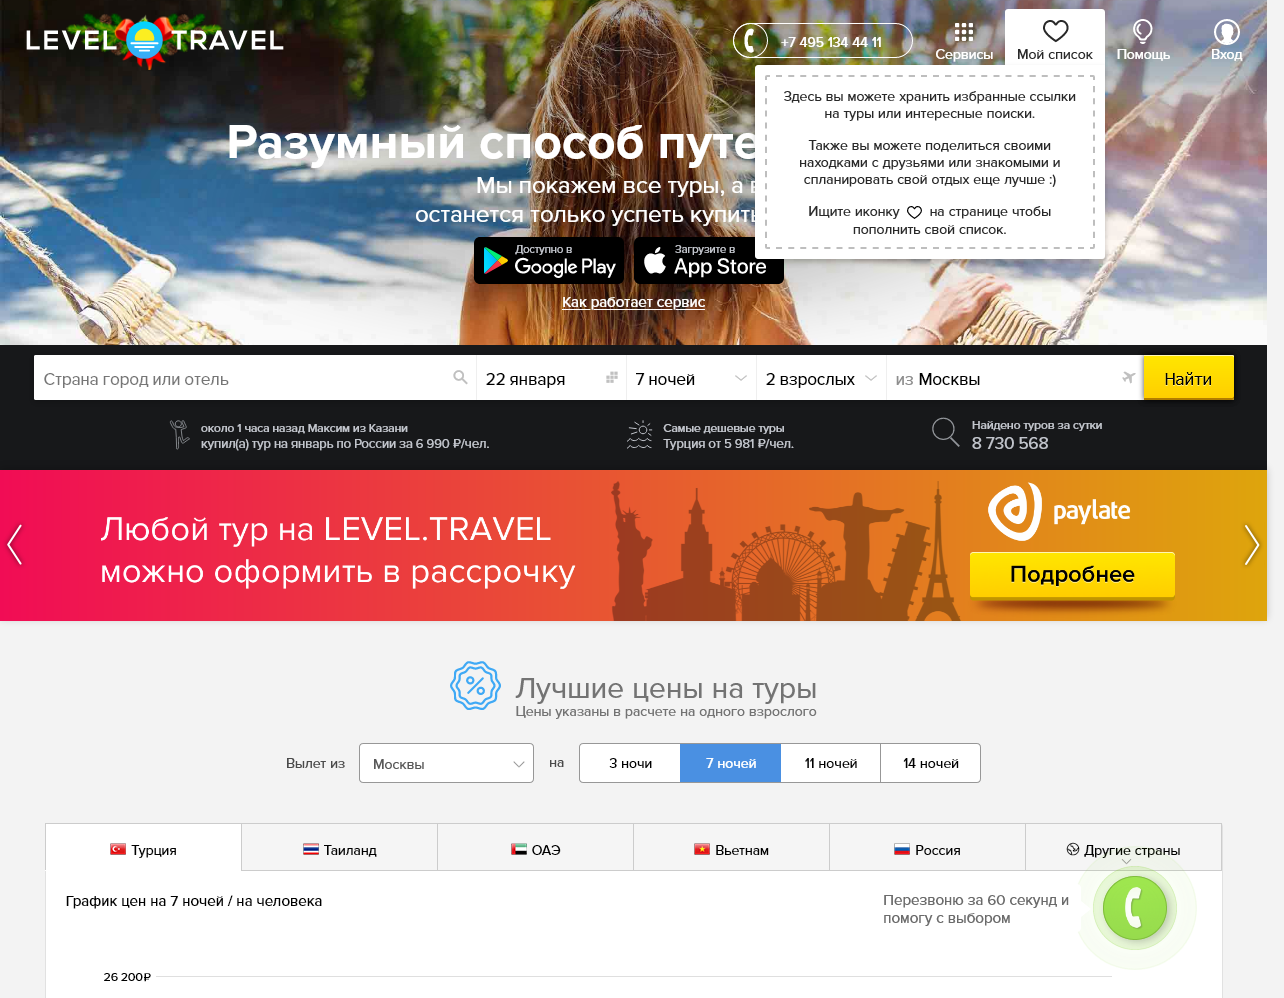 LEVEL TRAVEL
+7 495 134 44 11
Сервисы
Мой список
Помощь
Вход
Здесь вы можете хранить избранные ссылки
на туры или интересные поиски.
Также вы можете поделиться своими
находками с друзьями или знакомыми и
спланировать свой отдых еще лучше :)
Ищите иконку на странице чтобы
пополнить свой список.
Разумный способ путе
Мы покажем все туры, а в
останется только успеть купить
Доступно в
Google Play
Загрузите в
App Store
Как работает сервис
Страна город или отель
22 января
7 ночей
2 взрослых
из Москвы
Найти
около 1 часа назад Максим из Казани
купил(а) тур на январь по России за 6 990 ₽/чел.
Самые дешевые туры
Турция от 5 981 ₽/чел.
Найдено туров за сутки
8 730 568
Любой тур на LEVEL.TRAVEL
можно оформить в рассрочку
paylate
Подробнее
Лучшие цены на туры
Цены указаны в расчете на одного взрослого
Вылет из
Москвы
на
3 ночи
7 ночей
11 ночей
14 ночей
Турция
Таиланд
ОАЭ
Вьетнам
Россия
Другие страны
График цен на 7 ночей / на человека
Перезвоню за 60 секунд и
помогу с выбором
26 200₽